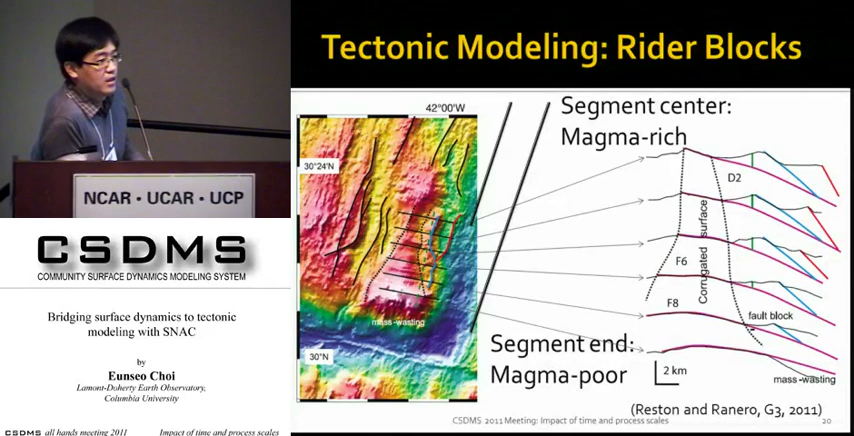 NCAR • UCAR • UCP
CSDMS
COMMUNITY SURFACE DYNAMICS MODELING SYSTEM
Bridging surface dynamics to tectonic
modeling with SNAC
by
Eunseo Choi
Lamont-Doherty Earth Observatory,
Columbia University
CSDMS all hands meeting 2011 Impact of time and process scales
Tectonic Modeling: Rider Blocks
42°00'W
30°24'N
mass-wasting
30°N
Segment center:
Magma-rich
D2
Corrugated surface
F6
F8
fault block
Segment end:
Magma-poor
2 km
mass-wasting
(Reston and Ranero, G3, 2011)
CSDMS 2011 Meeting: Impact of time and process scales
20